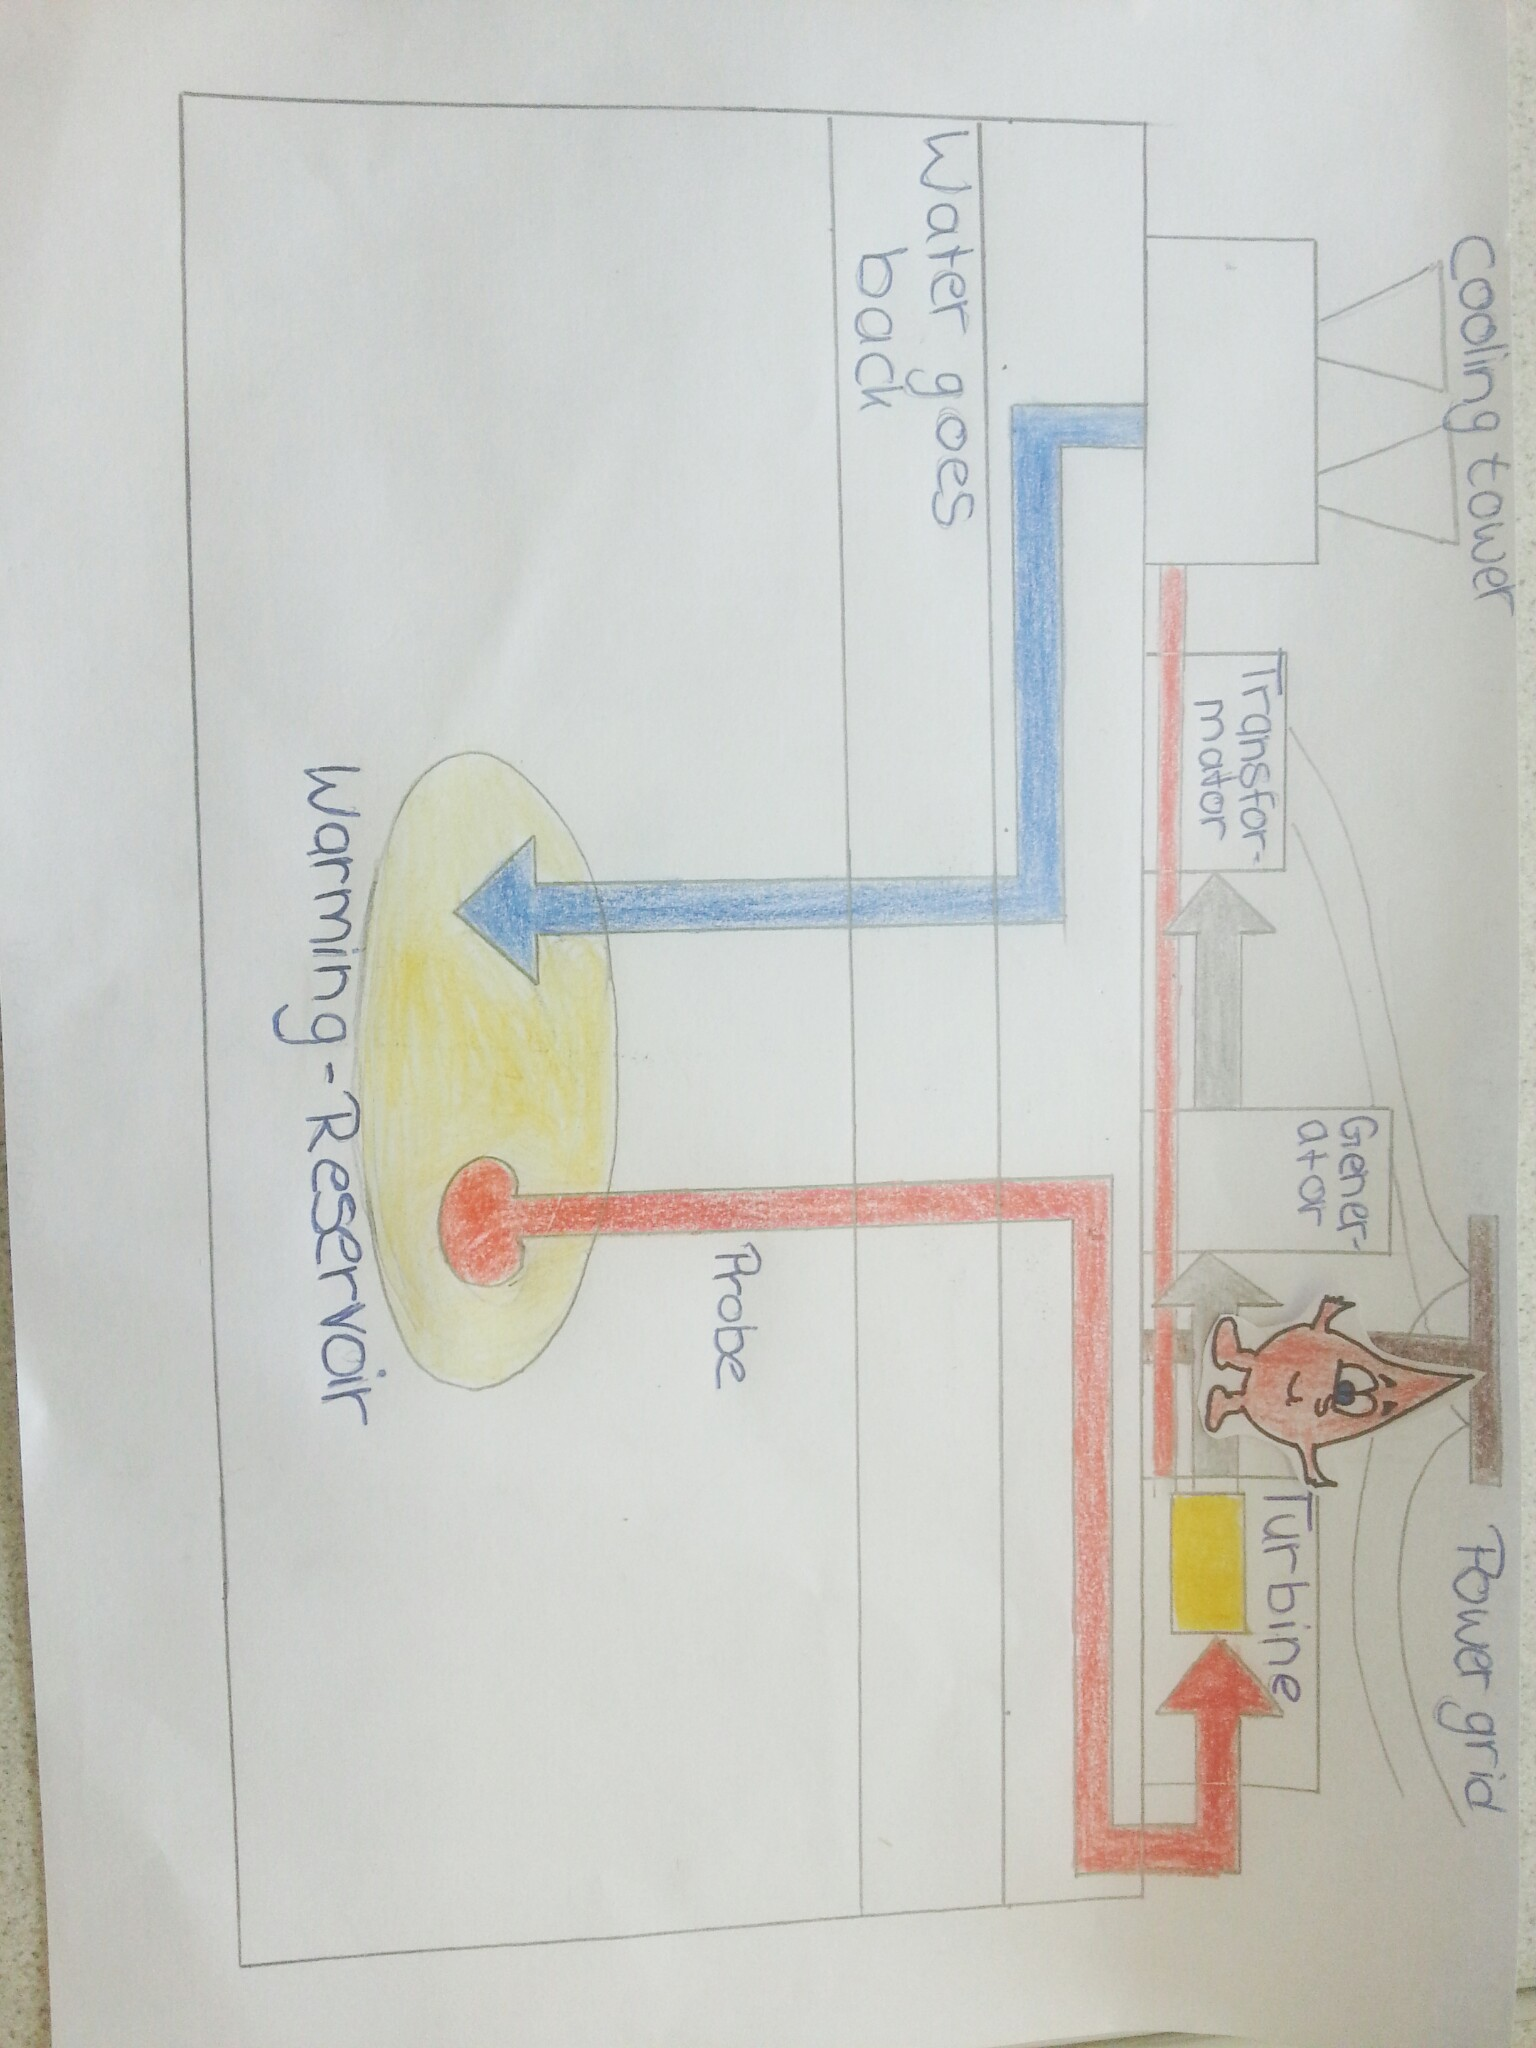 Cooling tower
Power grid
Transfor-
mator
Gener-
ator
Turbine
Water goes
back
Probe
Warming-Reservoir